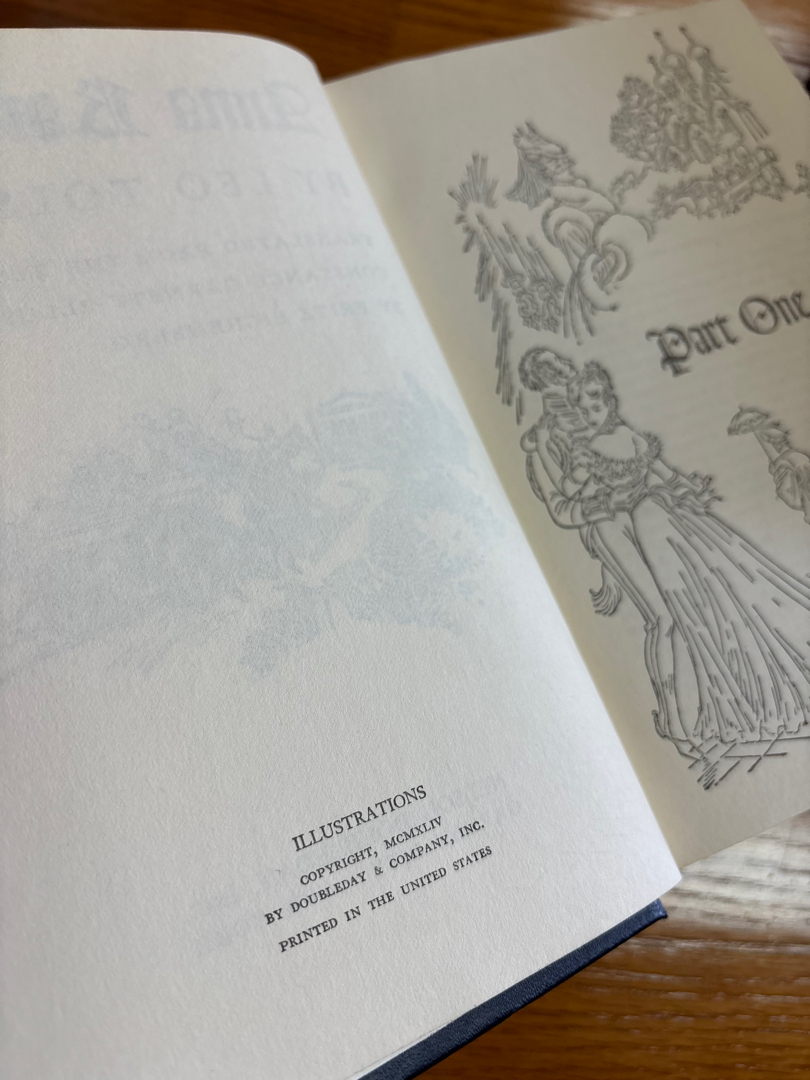 ILLUSTRATIONS
COPYRIGHT, MCMXLIV
BY DOUBLEDAY & COMPANY, INC.
PRINTED IN THE UNITED STATES
Part One